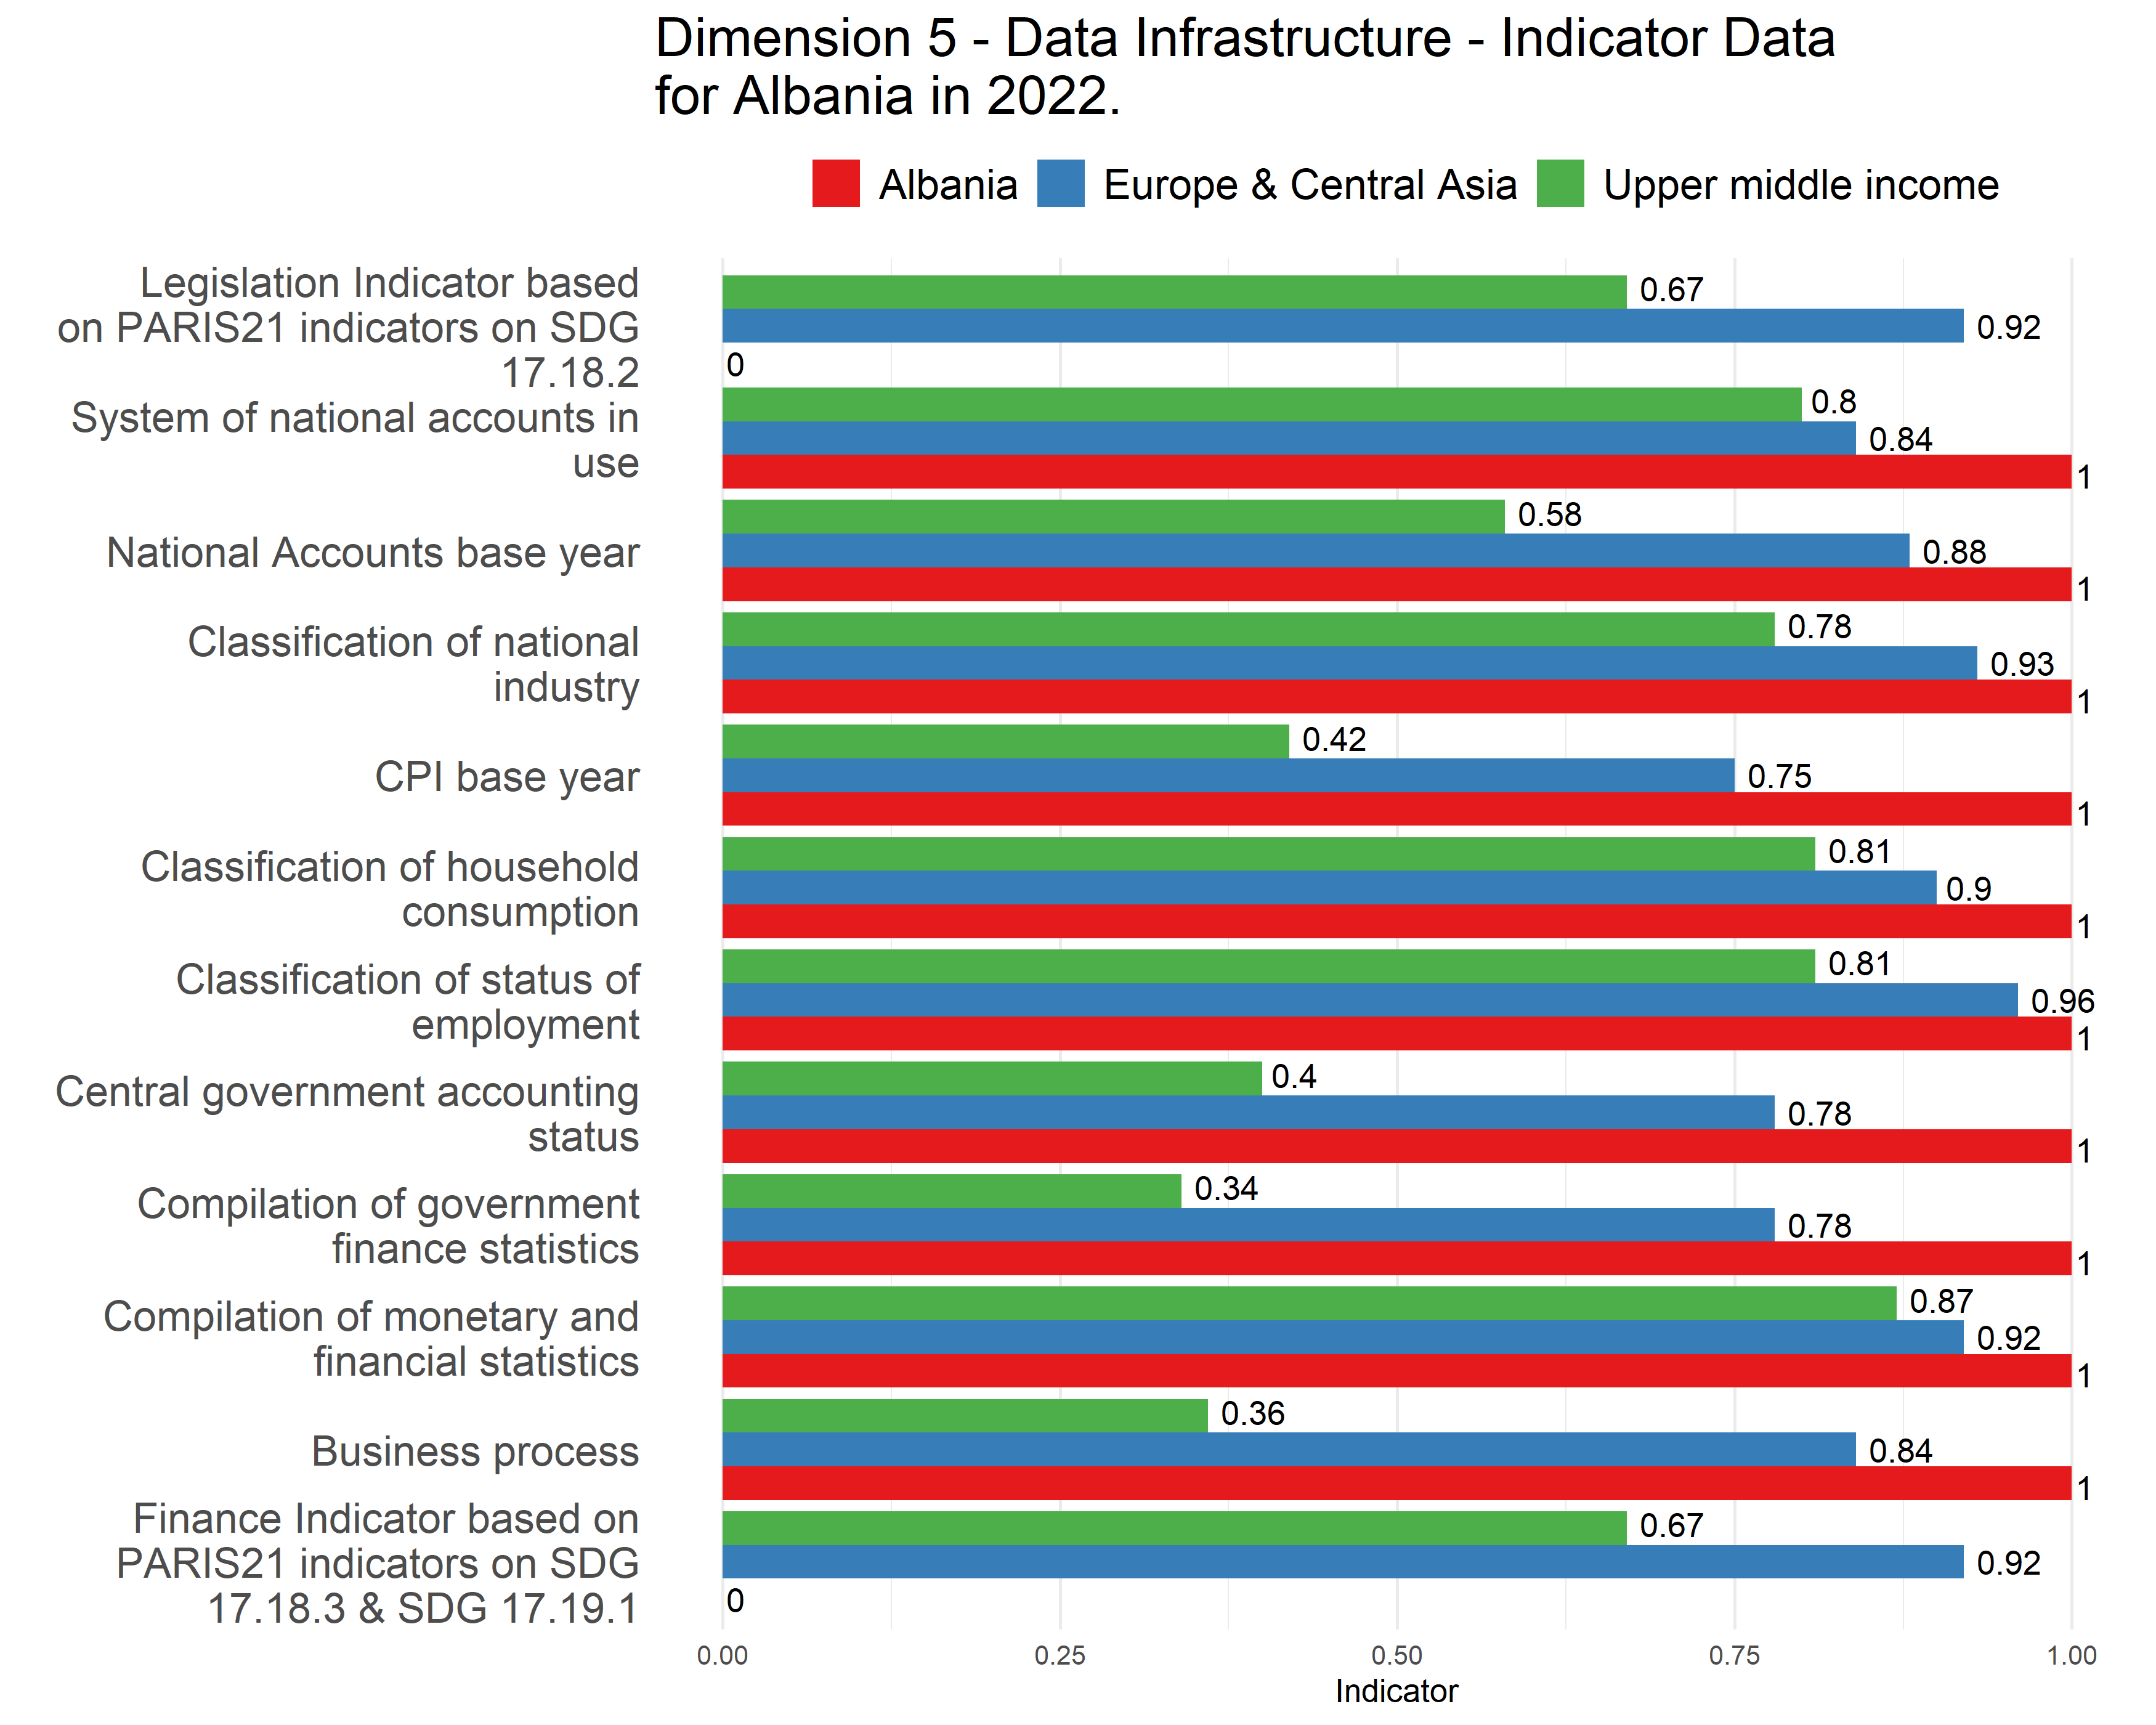 Dimension 5 - Data Infrastructure - Indicator Data
for Albania in 2022.
Albania
Europe & Central Asia
Upper middle income
Legislation Indicator based
on PARIS21 indicators on SDG
17.18.2
0.67
0.92
0
System of national accounts in
use
0.8
0.84
1
National Accounts base year
0.58
0.88
1
Classification of national
industry
0.78
0.93
1
CPI base year
0.42
0.75
1
Classification of household
consumption
0.81
0.9
1
Classification of status of
employment
0.81
0.96
1
Central government accounting
status
0.4
0.78
1
Compilation of government
finance statistics
0.34
0.78
1
Compilation of monetary and
financial statistics
0.87
0.92
1
Business process
0.36
0.84
1
Finance Indicator based on
PARIS21 indicators on SDG
17.18.3 & SDG 17.19.1
0.67
0.92
0
0.00
0.25
0.50
0.75
1.00
Indicator